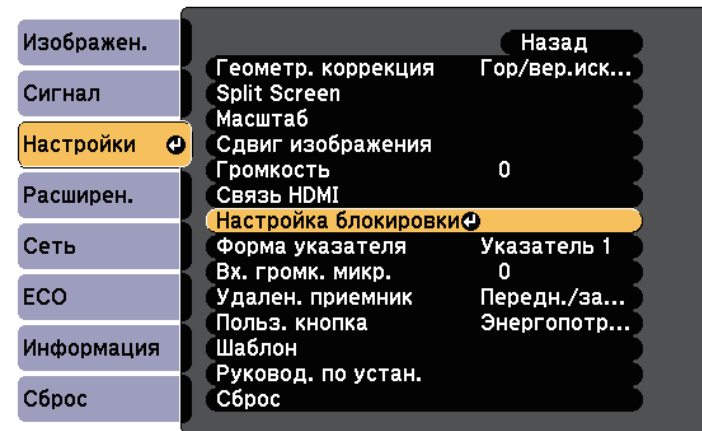 Изображен.
Сигнал
Настройки
Расширен.
Сеть
ECO
Информация
Сброс
Назад
Геометр. коррекция Гор/вер.иск...
Split Screen
Масштаб
Сдвиг изображения
Громкость 0
Связь HDMI
Настройка блокировки
Форма указателя Указатель 1
Вх. громк. микр. 0
Удален. приемник Передн./за...
Польз. кнопка Энергопотр...
Шаблон
Руковод. по устан.
Сброс